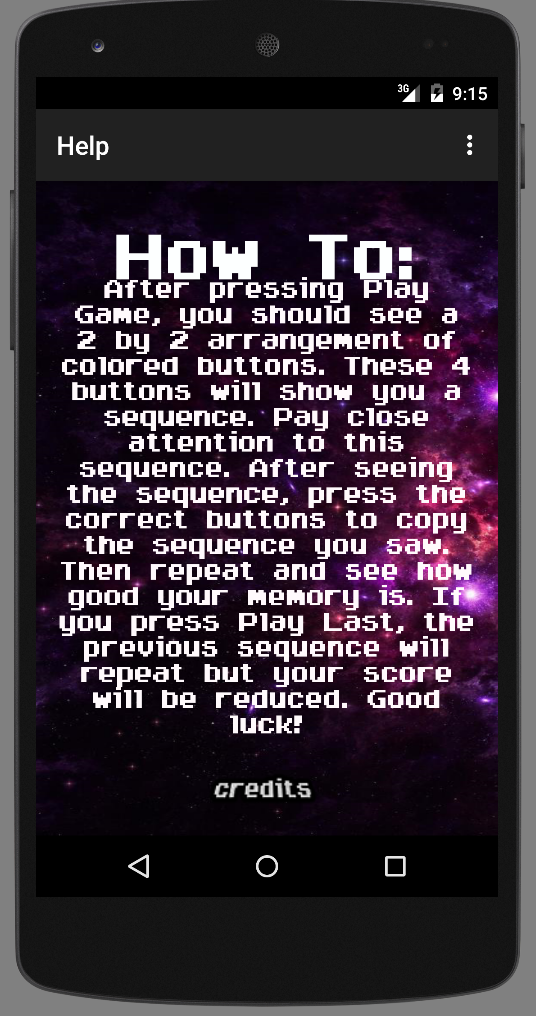 3G 9:15
Help
How To:
After pressing Play
Game, you should see a
2 by 2 arrangement of
colored buttons. These 4
buttons will show you a
sequence. Pay close
attention to this
sequence. After seeing
the sequence, press the
correct buttons to copy
the sequence you saw.
Then repeat and see how
good your memory is. If
you press Play Last, the
previous sequence will
repeat but your score
will be reduced. Good
luck!
credits